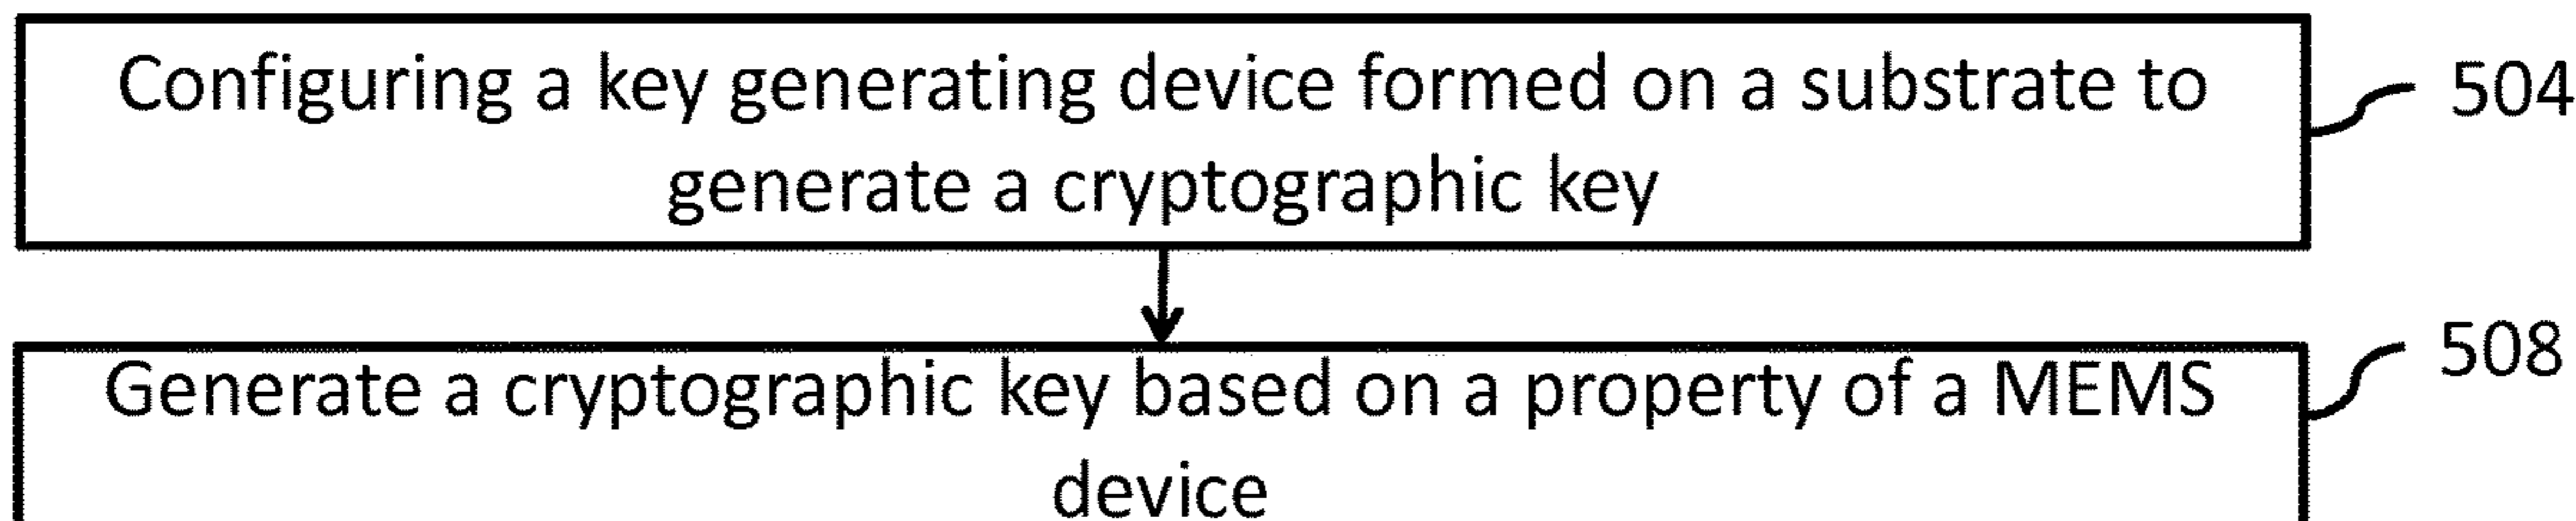 Configuring a key generating device formed on a substrate to
504
generate a cryptographic key
Generate a cryptographic key based on a property of a MEMS
508
device